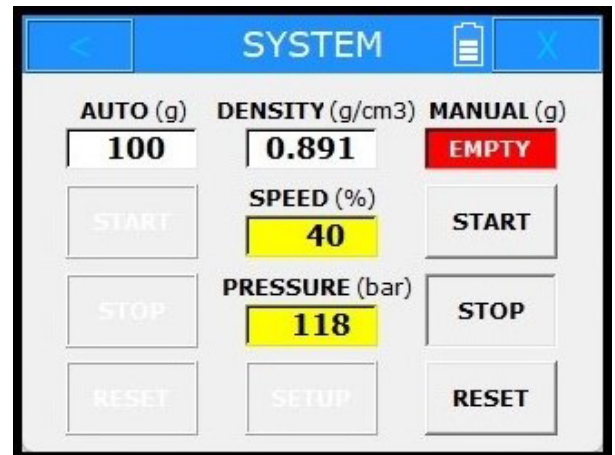 < SYSTEM X
AUTO (g) DENSITY (g/cm3) MANUAL (g)
100 0.891 EMPTY
SPEED (%)
START 40 START
PRESSURE (bar)
STOP 118 STOP
RESET SETUP RESET